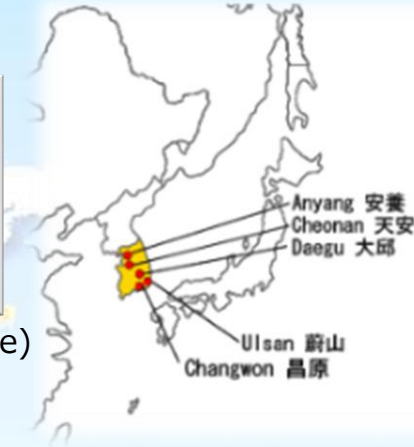 Anyang 安養
Cheonan 天安
Daegu 大邱
e)
Ulsan 蔚山
Changwon 昌原